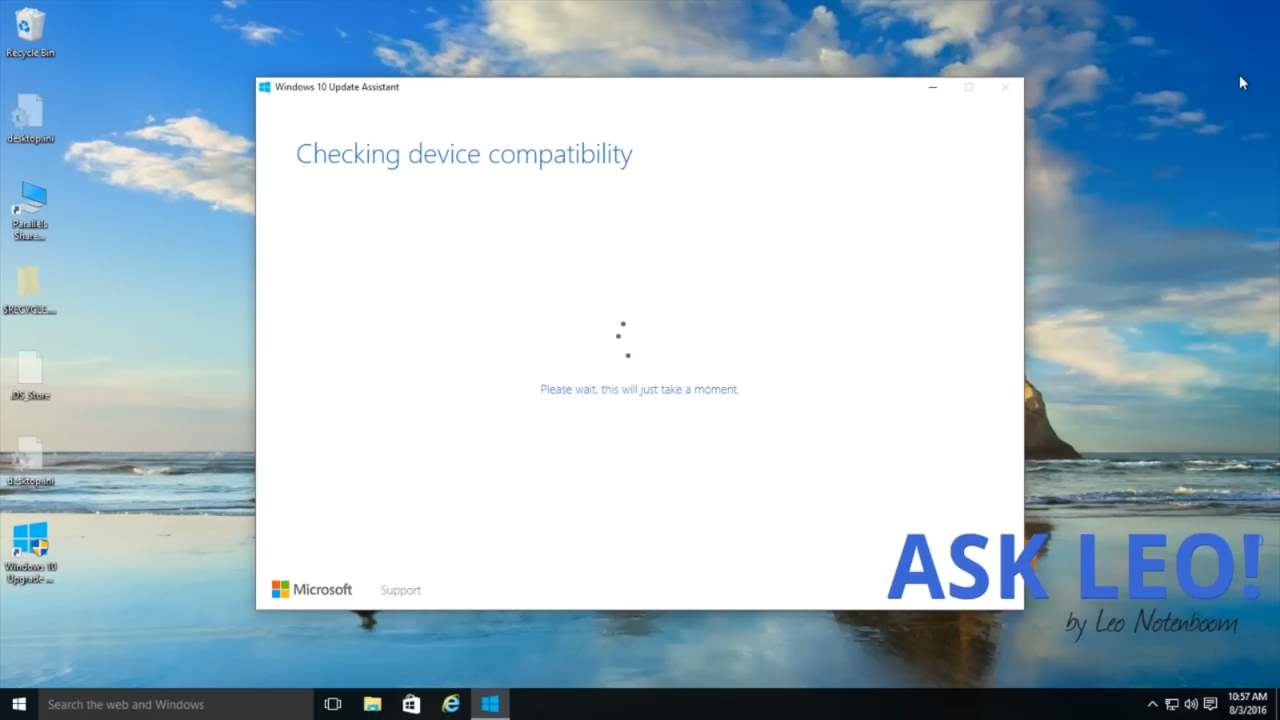 Recycle Bin
desktop.ini
Parallels
Share...
$RECYCLE....
.DS_Store
desktop.ini
Windows 10
Upgrade ...
Windows 10 Update Assistant
Checking device compatibility
Please wait, this will just take a moment.
Microsoft
Support
ASK LEO!
by Leo Notenboom
Search the web and Windows
10:57 AM
8/3/2016